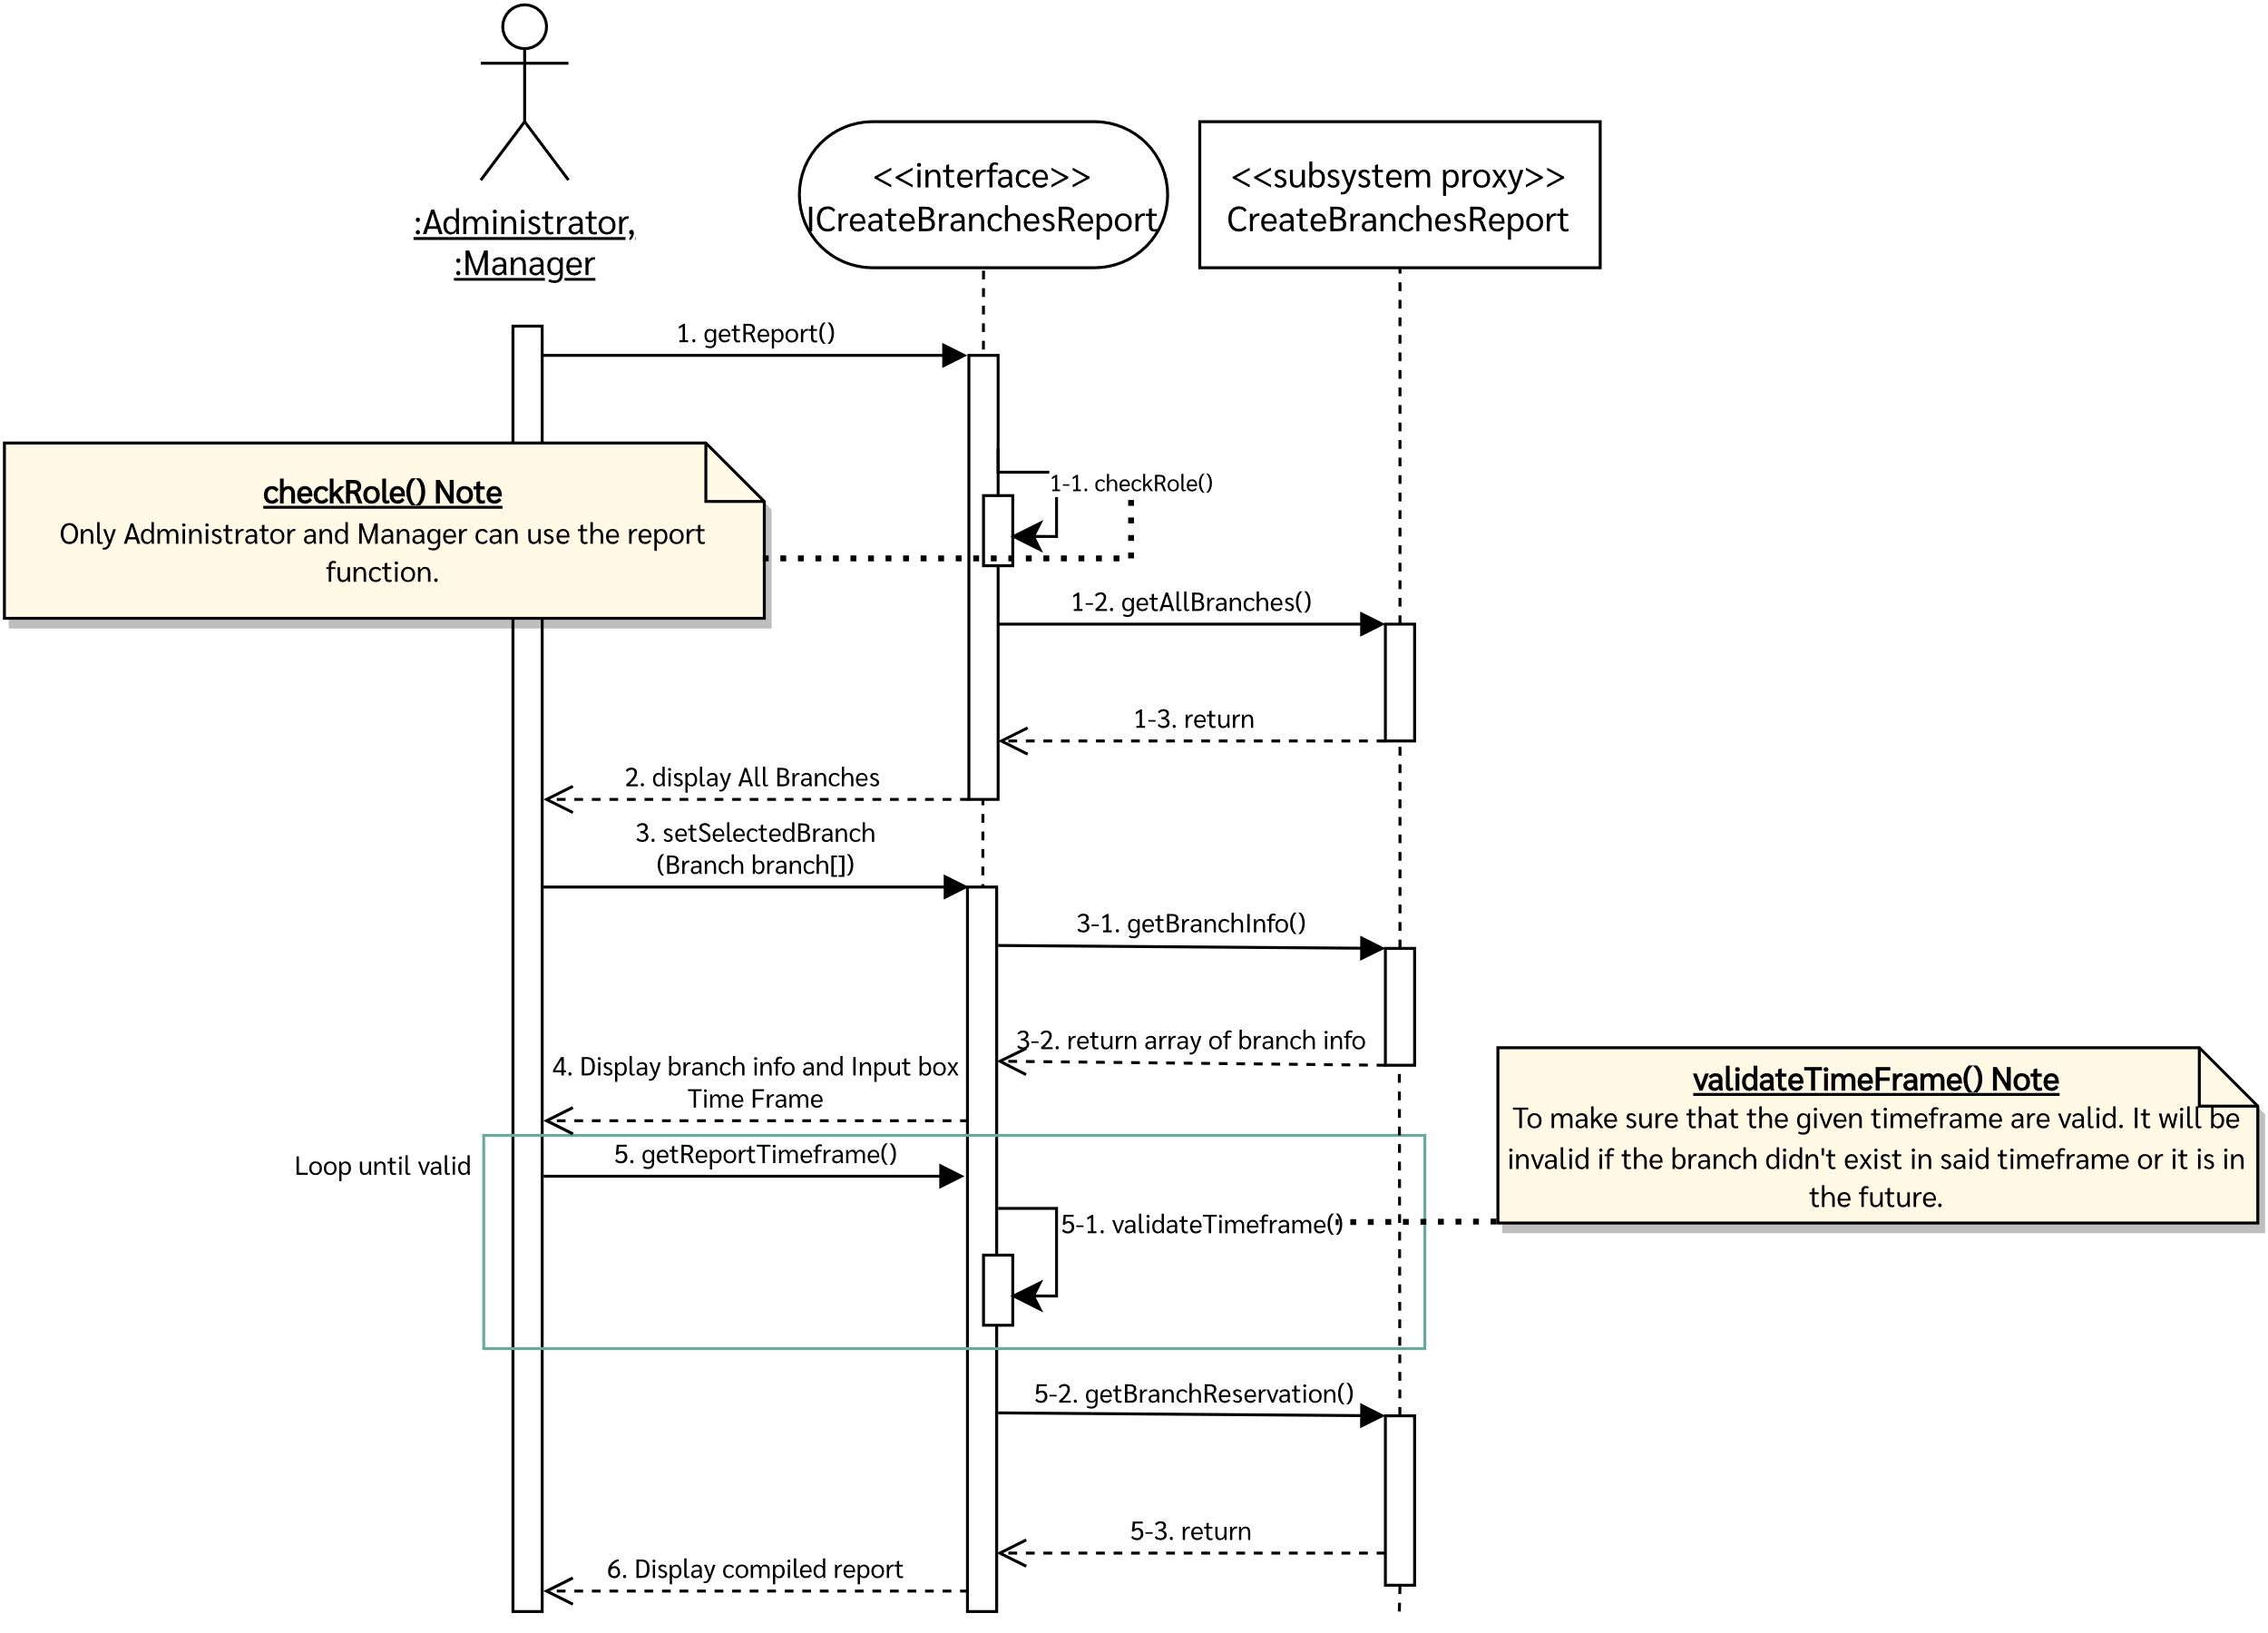 :Administrator,
:Manager
<<interface>>
ICreateBranchesReport
<<subsystem proxy>>
CreateBranchesReport
1. getReport()
checkRole() Note
Only Administrator and Manager can use the report
function.
1-1. checkRole()
1-2. getAllBranches()
1-3. return
2. display All Branches
3. setSelectedBranch
(Branch branch[])
3-1. getBranchInfo()
3-2. return array of branch info
4. Display branch info and Input box
Time Frame
validateTimeFrame() Note
To make sure that the given timeframe are valid. It will be
invalid if the branch didn't exist in said timeframe or it is in
the future.
Loop until valid
5. getReportTimeframe()
5-1. validateTimeframe()
5-2. getBranchReservation()
5-3. return
6. Display compiled report